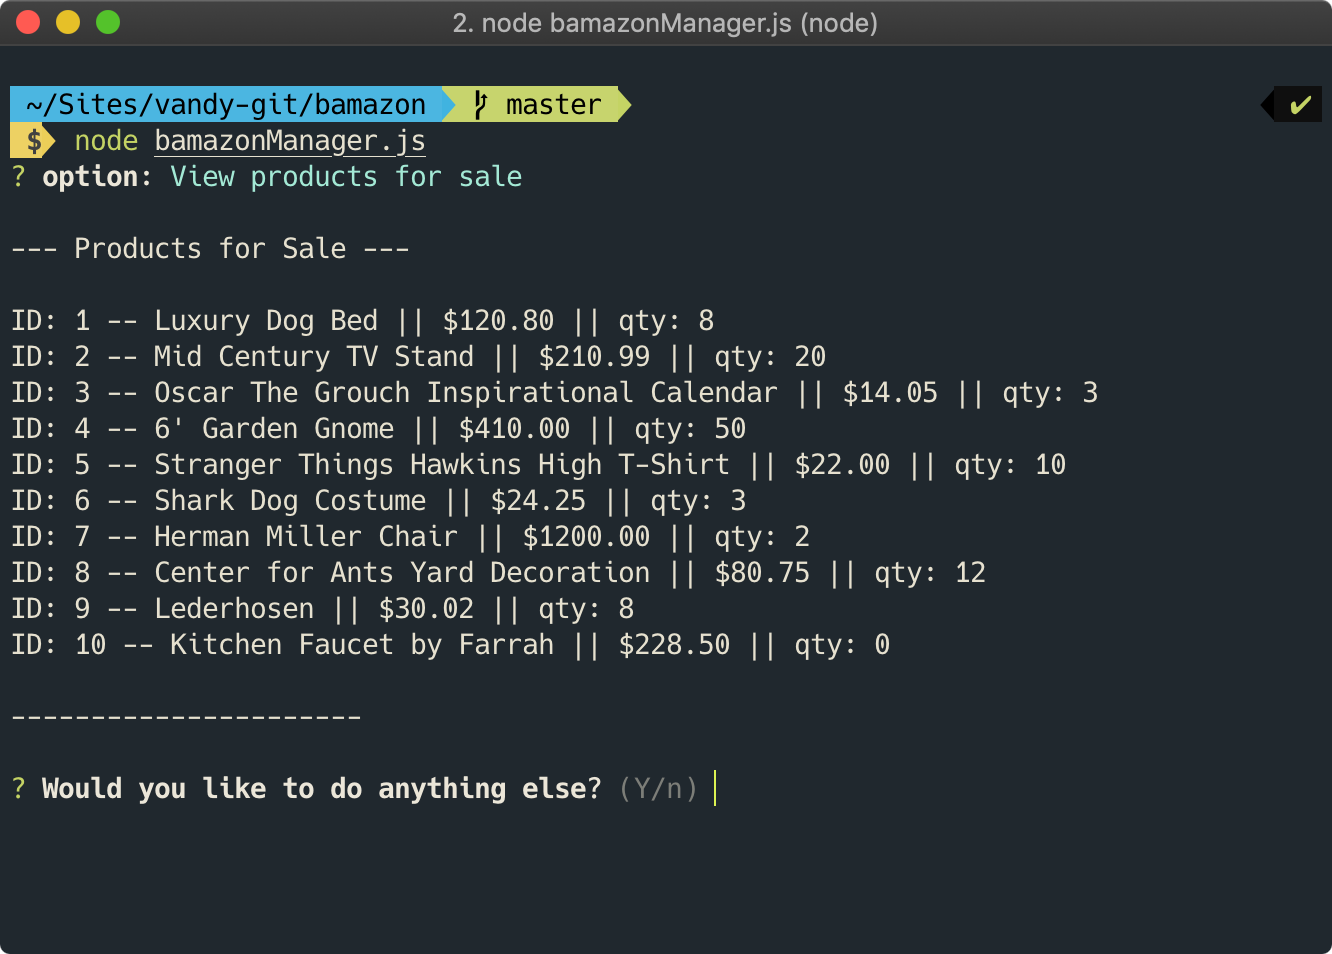 2. node bamazonManager.js (node)
~/Sites/vandy-git/bamazon master ✔
$ node bamazonManager.js
? option: View products for sale
--- Products for Sale ---
ID: 1 -- Luxury Dog Bed || $120.80 || qty: 8
ID: 2 -- Mid Century TV Stand || $210.99 || qty: 20
ID: 3 -- Oscar The Grouch Inspirational Calendar || $14.05 || qty: 3
ID: 4 -- 6' Garden Gnome || $410.00 || qty: 50
ID: 5 -- Stranger Things Hawkins High T-Shirt || $22.00 || qty: 10
ID: 6 -- Shark Dog Costume || $24.25 || qty: 3
ID: 7 -- Herman Miller Chair || $1200.00 || qty: 2
ID: 8 -- Center for Ants Yard Decoration || $80.75 || qty: 12
ID: 9 -- Lederhosen || $30.02 || qty: 8
ID: 10 -- Kitchen Faucet by Farrah || $228.50 || qty: 0
----------------------
? Would you like to do anything else? (Y/n)